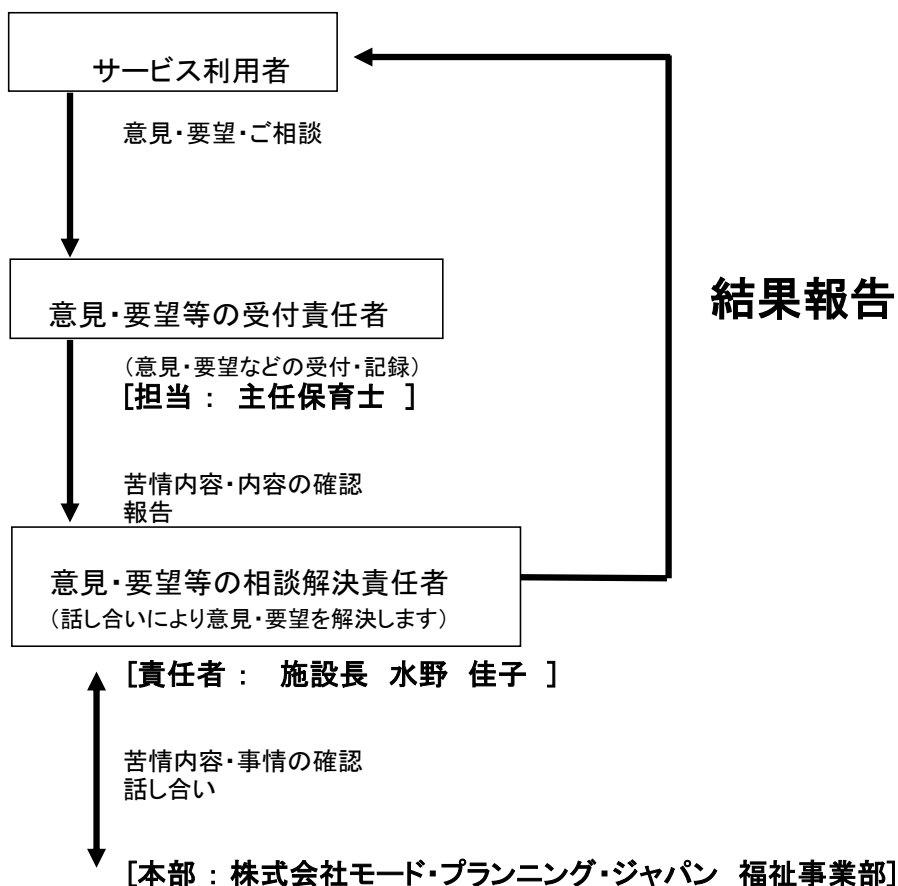 サービス利用者
意見・要望・ご相談
意見・要望等の受付責任者
（意見・要望などの受付・記録）
[担当 ： 主任保育士 ]
結果報告
苦情内容・内容の確認
報告
意見・要望等の相談解決責任者
（話し合いにより意見・要望を解決します）
[責任者 ： 施設長 水野 佳子 ]
苦情内容・事情の確認
話し合い
[本部 ： 株式会社モード・プランニング・ジャパン 福祉事業部]